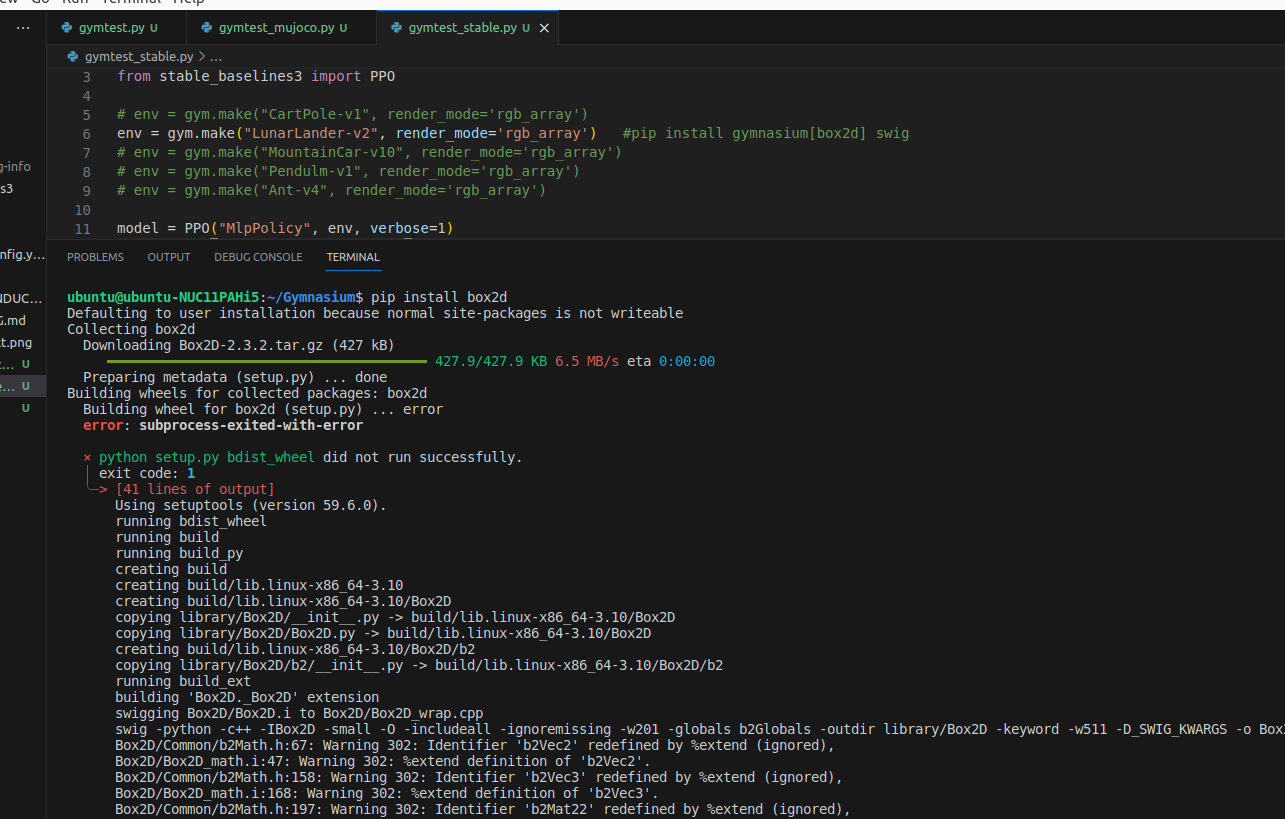 Go Run Terminal Help
... gymtest.py U gymtest_mujoco.py U gymtest_stable.py U ×
gymtest_stable.py > ...
3 from stable_baselines3 import PPO
4
5 # env = gym.make("CartPole-v1", render_mode='rgb_array')
6 env = gym.make("LunarLander-v2", render_mode='rgb_array') #pip install gymnasium[box2d] swig
7 # env = gym.make("MountainCar-v10", render_mode='rgb_array')
8 # env = gym.make("Pendulm-v1", render_mode='rgb_array')
9 # env = gym.make("Ant-v4", render_mode='rgb_array')
10
11 model = PPO("MlpPolicy", env, verbose=1)
g-info
s3
nfig.y...
NDUC...
G.md
t.png
t... U
e... U
U
PROBLEMS OUTPUT DEBUG CONSOLE TERMINAL
ubuntu@ubuntu-NUC11PAHi5:~/Gymnasium$ pip install box2d
Defaulting to user installation because normal site-packages is not writeable
Collecting box2d
Downloading Box2D-2.3.2.tar.gz (427 kB)
427.9/427.9 KB 6.5 MB/s eta 0:00:00
Preparing metadata (setup.py) ... done
Building wheels for collected packages: box2d
Building wheel for box2d (setup.py) ... error
error: subprocess-exited-with-error
× python setup.py bdist_wheel did not run successfully.
│ exit code: 1
╰─> [41 lines of output]
Using setuptools (version 59.6.0).
running bdist_wheel
running build
running build_py
creating build
creating build/lib.linux-x86_64-3.10
creating build/lib.linux-x86_64-3.10/Box2D
copying library/Box2D/__init__.py -> build/lib.linux-x86_64-3.10/Box2D
copying library/Box2D/Box2D.py -> build/lib.linux-x86_64-3.10/Box2D
creating build/lib.linux-x86_64-3.10/Box2D/b2
copying library/Box2D/b2/__init__.py -> build/lib.linux-x86_64-3.10/Box2D/b2
running build_ext
building 'Box2D._Box2D' extension
swigging Box2D/Box2D.i to Box2D/Box2D_wrap.cpp
swig -python -c++ -IBox2D -small -O -includeall -ignoremissing -w201 -globals b2Globals -outdir library/Box2D -keyword -w511 -D_SWIG_KWARGS -o Box
Box2D/Common/b2Math.h:67: Warning 302: Identifier 'b2Vec2' redefined by %extend (ignored),
Box2D/Box2D_math.i:47: Warning 302: %extend definition of 'b2Vec2'.
Box2D/Common/b2Math.h:158: Warning 302: Identifier 'b2Vec3' redefined by %extend (ignored),
Box2D/Box2D_math.i:168: Warning 302: %extend definition of 'b2Vec3'.
Box2D/Common/b2Math.h:197: Warning 302: Identifier 'b2Mat22' redefined by %extend (ignored),